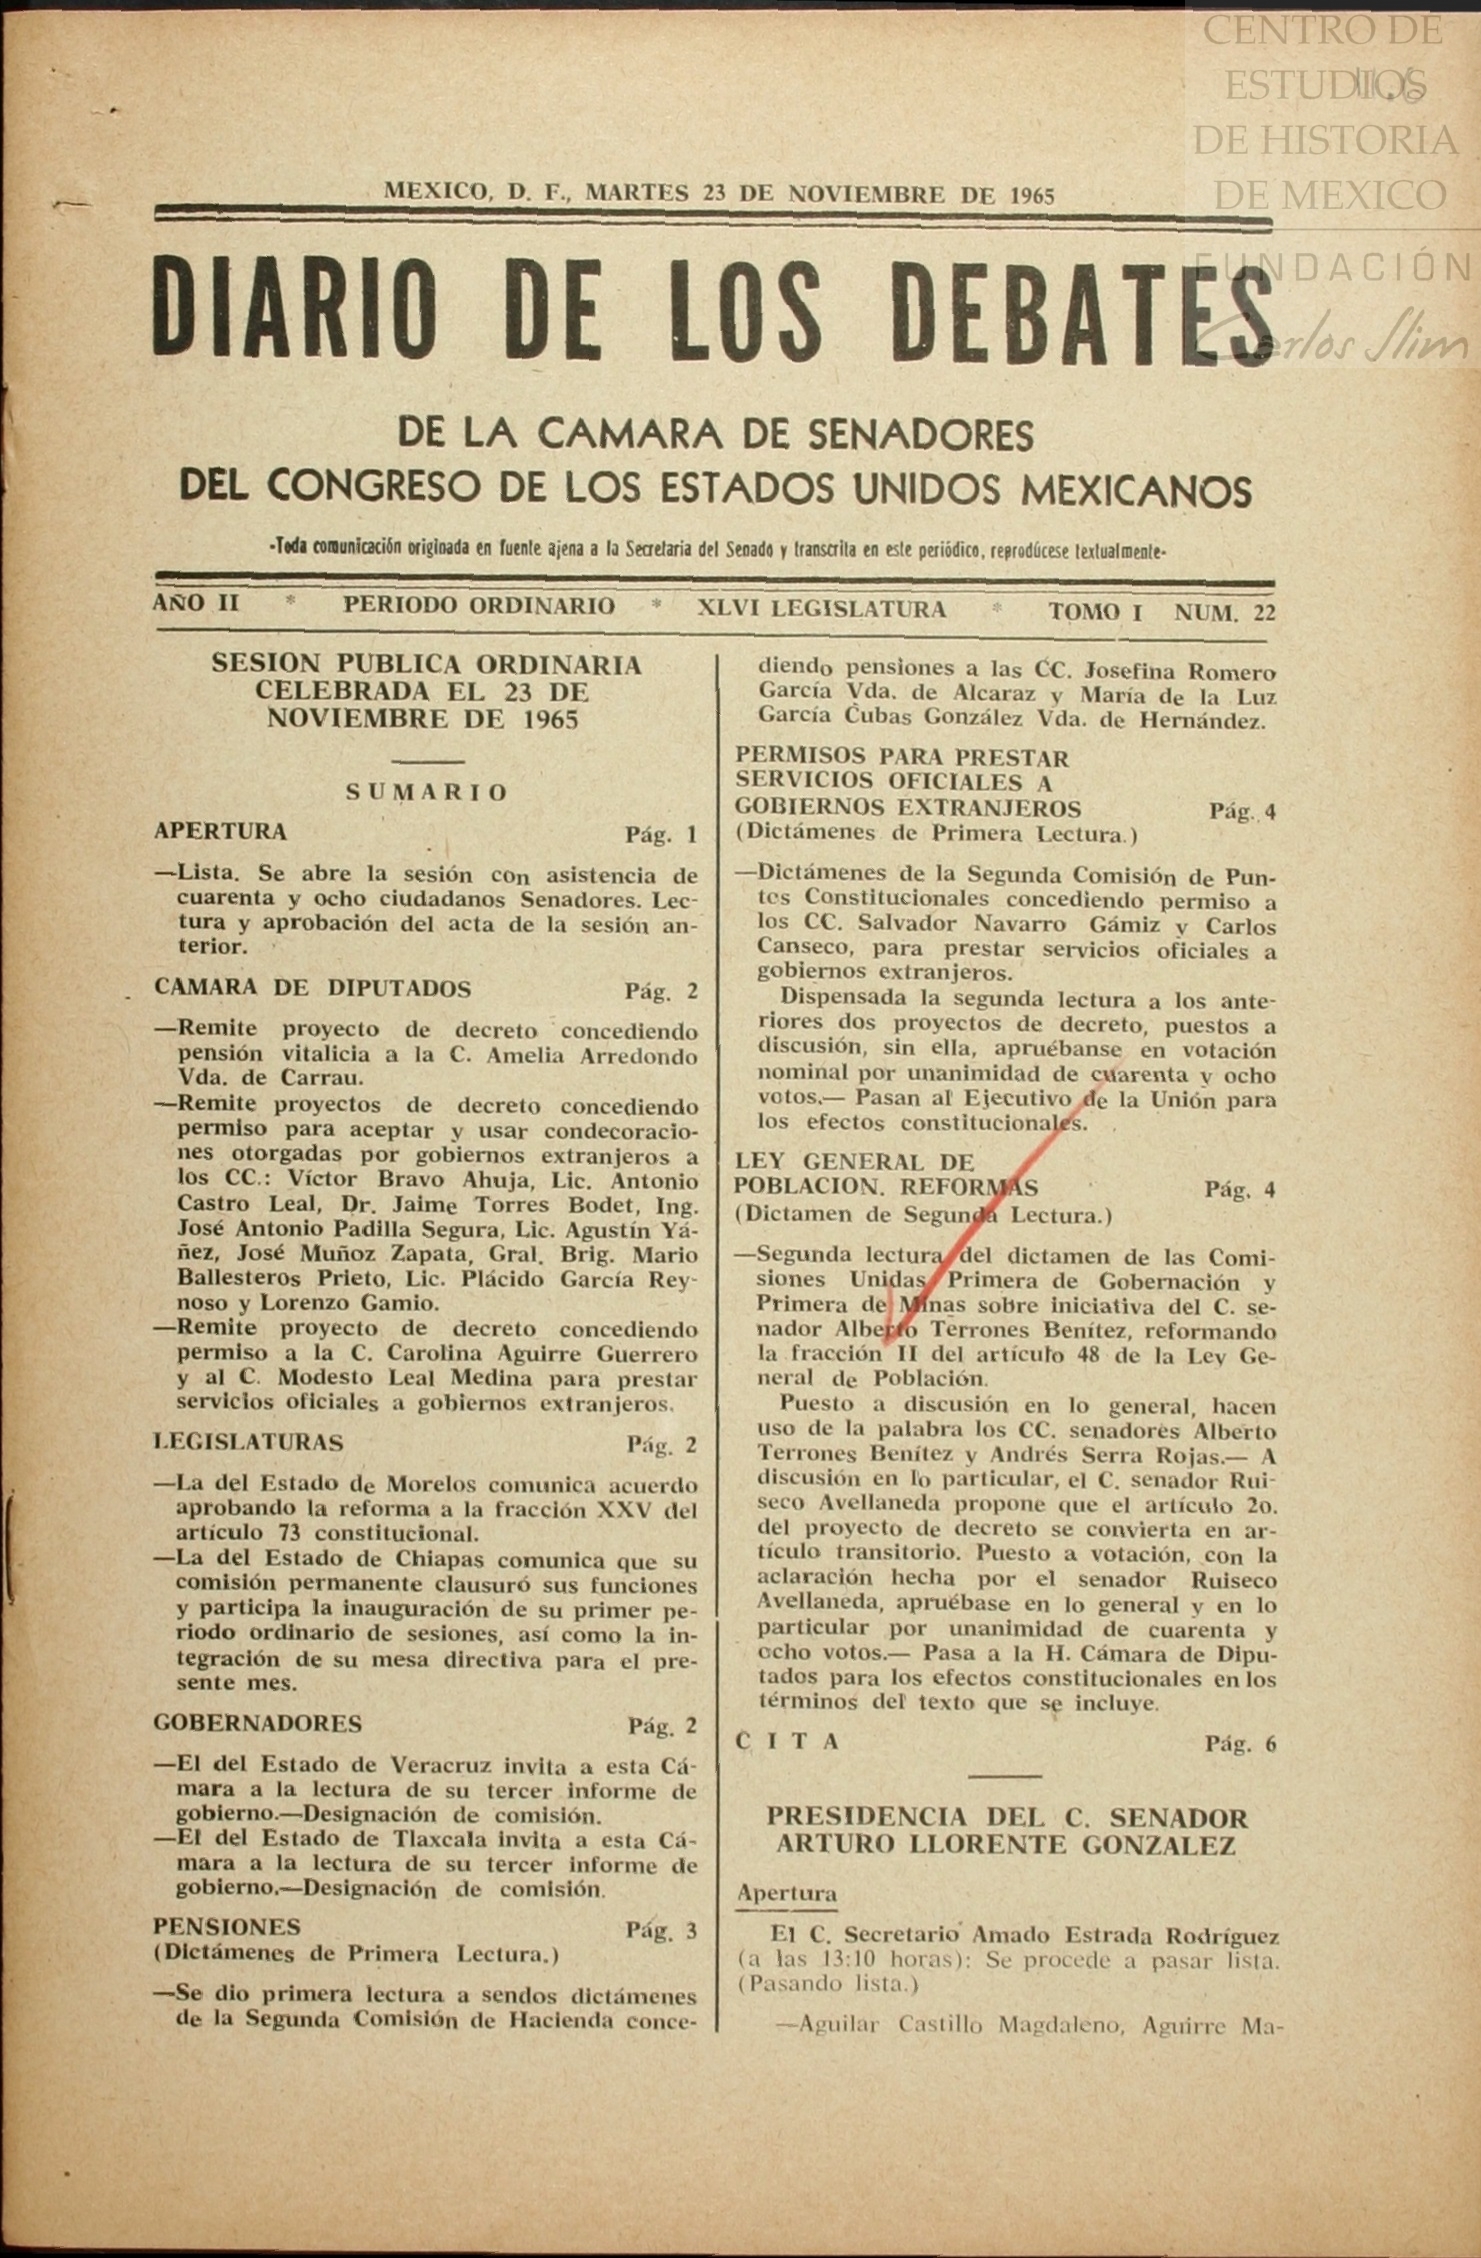 CENTRO DE
ESTUDIOS
DE HISTORIA
DE MEXICO
FUNDACIÓN
Carlos Slim
MEXICO, D. F., MARTES 23 DE NOVIEMBRE DE 1965
DIARIO DE LOS DEBATES
DE LA CAMARA DE SENADORES
DEL CONGRESO DE LOS ESTADOS UNIDOS MEXICANOS
-Toda comunicación originada en fuente ajena a la Secretaria del Senado y transcrita en este periódico, reprodúcese textualmente-
AÑO II * PERIODO ORDINARIO * XLVI LEGISLATURA * TOMO I NUM. 22
SESION PUBLICA ORDINARIA
CELEBRADA EL 23 DE
NOVIEMBRE DE 1965
SUMARIO
APERTURA Pág. 1
—Lista. Se abre la sesión con asistencia de
cuarenta y ocho ciudadanos Senadores. Lec-
tura y aprobación del acta de la sesión an-
terior.
CAMARA DE DIPUTADOS Pág. 2
—Remite proyecto de decreto concediendo
pensión vitalicia a la C. Amelia Arredondo
Vda. de Carrau.
—Remite proyectos de decreto concediendo
permiso para aceptar y usar condecoracio-
nes otorgadas por gobiernos extranjeros a
los CC.: Víctor Bravo Ahuja, Lic. Antonio
Castro Leal, Dr. Jaime Torres Bodet, Ing.
José Antonio Padilla Segura, Lic. Agustín Yá-
ñez, José Muñoz Zapata, Gral. Brig. Mario
Ballesteros Prieto, Lic. Plácido García Rey-
noso y Lorenzo Gamio.
—Remite proyecto de decreto concediendo
permiso a la C. Carolina Aguirre Guerrero
y al C. Modesto Leal Medina para prestar
servicios oficiales a gobiernos extranjeros.
LEGISLATURAS Pág. 2
—La del Estado de Morelos comunica acuerdo
aprobando la reforma a la fracción XXV del
artículo 73 constitucional.
—La del Estado de Chiapas comunica que su
comisión permanente clausuró sus funciones
y participa la inauguración de su primer pe-
riodo ordinario de sesiones, así como la in-
tegración de su mesa directiva para el pre-
sente mes.
GOBERNADORES Pág. 2
—El del Estado de Veracruz invita a esta Cá-
mara a la lectura de su tercer informe de
gobierno.—Designación de comisión.
—El del Estado de Tlaxcala invita a esta Cá-
mara a la lectura de su tercer informe de
gobierno.—Designación de comisión.
PENSIONES Pág. 3
(Dictámenes de Primera Lectura.)
—Se dio primera lectura a sendos dictámenes
de la Segunda Comisión de Hacienda conce-
diendo pensiones a las CC. Josefina Romero
García Vda. de Alcaraz y María de la Luz
García Cubas González Vda. de Hernández.
PERMISOS PARA PRESTAR
SERVICIOS OFICIALES A
GOBIERNOS EXTRANJEROS Pág. 4
(Dictámenes de Primera Lectura.)
—Dictámenes de la Segunda Comisión de Pun-
tos Constitucionales concediendo permiso a
los CC. Salvador Navarro Gámiz y Carlos
Canseco, para prestar servicios oficiales a
gobiernos extranjeros.
Dispensada la segunda lectura a los ante-
riores dos proyectos de decreto, puestos a
discusión, sin ella, apruébanse en votación
nominal por unanimidad de cuarenta y ocho
votos.— Pasan al Ejecutivo de la Unión para
los efectos constitucionales.
LEY GENERAL DE
POBLACION. REFORMAS Pág. 4
(Dictamen de Segunda Lectura.)
—Segunda lectura del dictamen de las Comi-
siones Unidas Primera de Gobernación y
Primera de Minas sobre iniciativa del C. se-
nador Alberto Terrones Benítez, reformando
la fracción II del artículo 48 de la Ley Ge-
neral de Población.
Puesto a discusión en lo general, hacen
uso de la palabra los CC. senadores Alberto
Terrones Benítez y Andrés Serra Rojas.— A
discusión en lo particular, el C. senador Rui-
seco Avellaneda propone que el artículo 2o.
del proyecto de decreto se convierta en ar-
tículo transitorio. Puesto a votación, con la
aclaración hecha por el senador Ruiseco
Avellaneda, apruébase en lo general y en lo
particular por unanimidad de cuarenta y
ocho votos.— Pasa a la H. Cámara de Dipu-
tados para los efectos constitucionales en los
términos del texto que se incluye.
CITA Pág. 6
PRESIDENCIA DEL C. SENADOR
ARTURO LLORENTE GONZALEZ
Apertura
El C. Secretario Amado Estrada Rodríguez
(a las 13:10 horas): Se procede a pasar lista.
(Pasando lista.)
—Aguilar Castillo Magdaleno, Aguirre Ma-